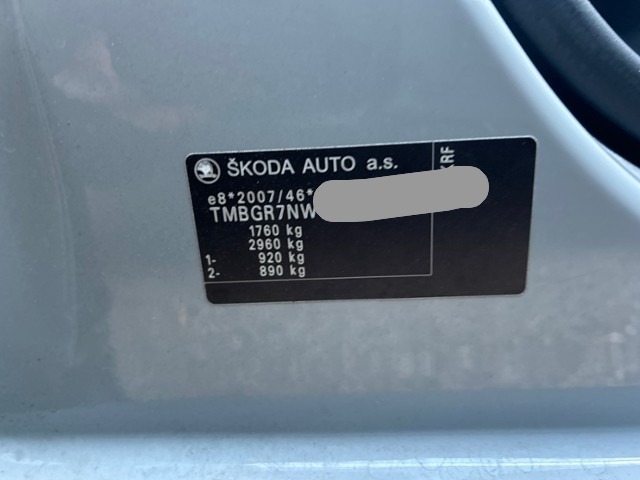 ŠKODA AUTO a.s.
e8*2007/46*
TMBGR7NW
1760 kg
2960 kg
1- 920 kg
2- 890 kg